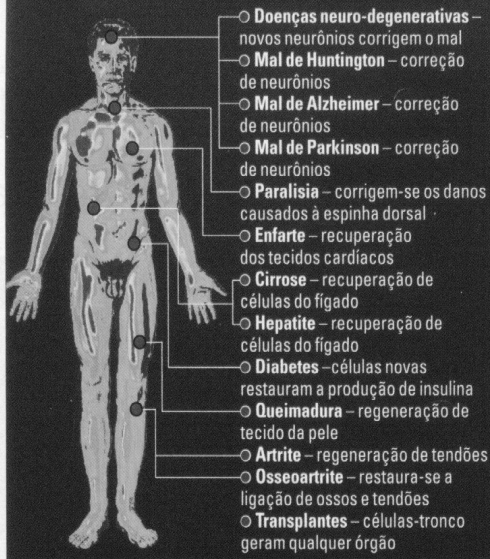 Doenças neuro-degenerativas –
novos neurônios corrigem o mal
Mal de Huntington – correção
de neurônios
Mal de Alzheimer – correção
de neurônios
Mal de Parkinson – correção
de neurônios
Paralisia – corrigem-se os danos
causados à espinha dorsal
Enfarte – recuperação
dos tecidos cardíacos
Cirrose – recuperação de
células do fígado
Hepatite – recuperação de
células do fígado
Diabetes – células novas
restauram a produção de insulina
Queimadura – regeneração de
tecido da pele
Artrite – regeneração de tendões
Osseoartrite – restaura-se a
ligação de ossos e tendões
Transplantes – células-tronco
geram qualquer órgão